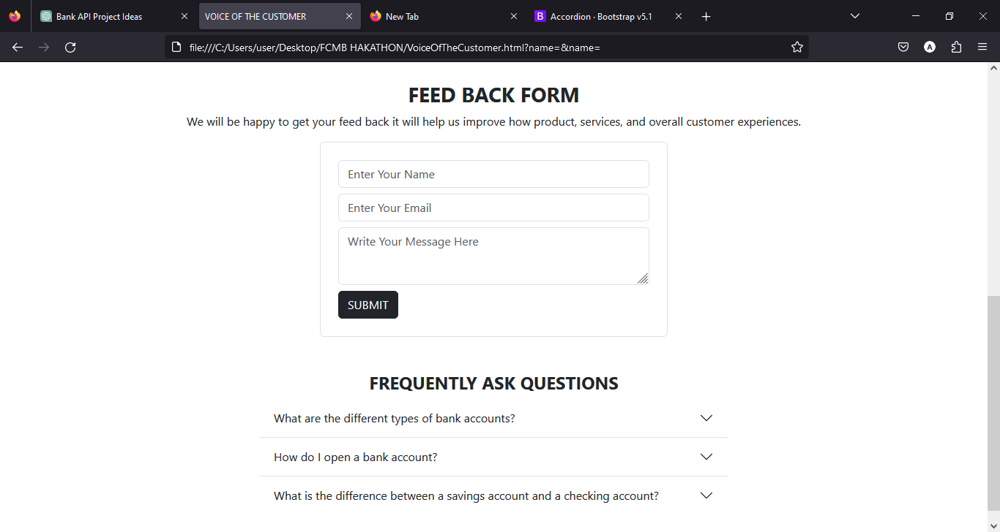 Bank API Project Ideas
VOICE OF THE CUSTOMER
New Tab
B Accordion · Bootstrap v5.1
file:///C:/Users/user/Desktop/FCMB HAKATHON/VoiceOfTheCustomer.html?name=&name=
A
FEED BACK FORM
We will be happy to get your feed back it will help us improve how product, services, and overall customer experiences.
Enter Your Name
Enter Your Email
Write Your Message Here
SUBMIT
FREQUENTLY ASK QUESTIONS
What are the different types of bank accounts?
How do I open a bank account?
What is the difference between a savings account and a checking account?